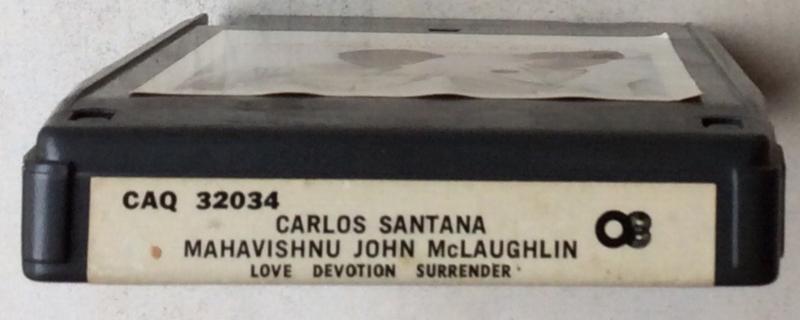 CAQ 32034
CARLOS SANTANA
MAHAVISHNU JOHN McLAUGHLIN
LOVE DEVOTION SURRENDER